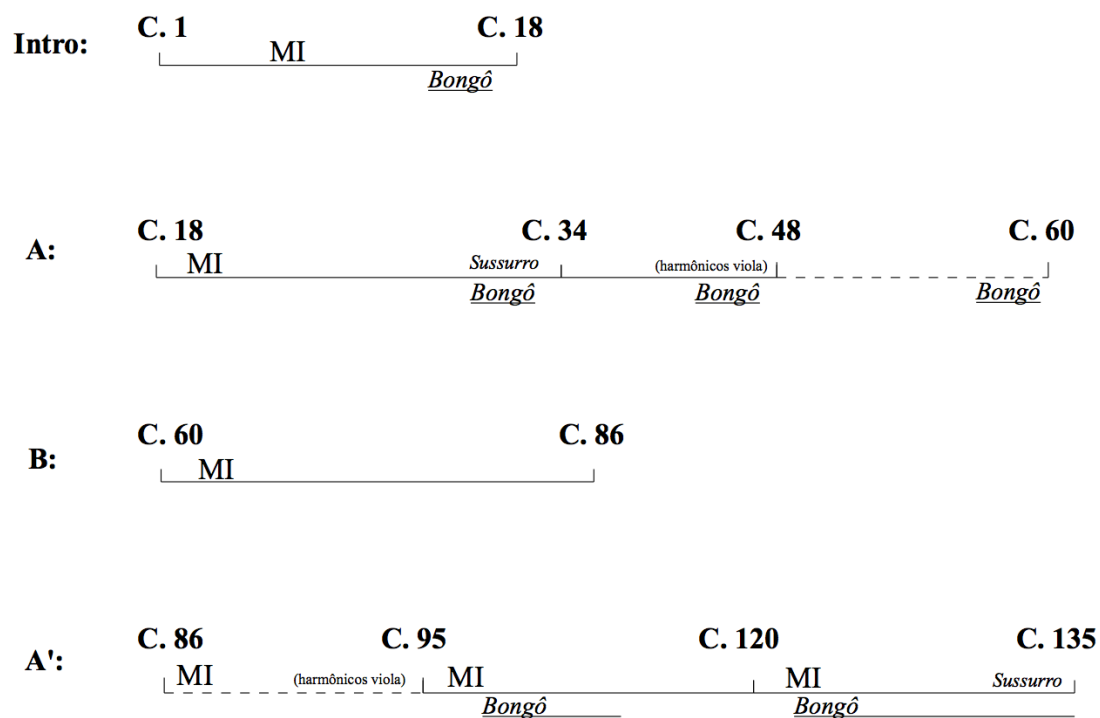 C. 1 C. 18
Intro: MI
Bongô
C. 18 C. 34 C. 48 C. 60
A: MI Sussurro (harmônicos viola)
Bongô Bongô Bongô
C. 60 C. 86
B: MI
C. 86 C. 95 C. 120 C. 135
A': MI (harmônicos viola) MI MI Sussurro
Bongô Bongô